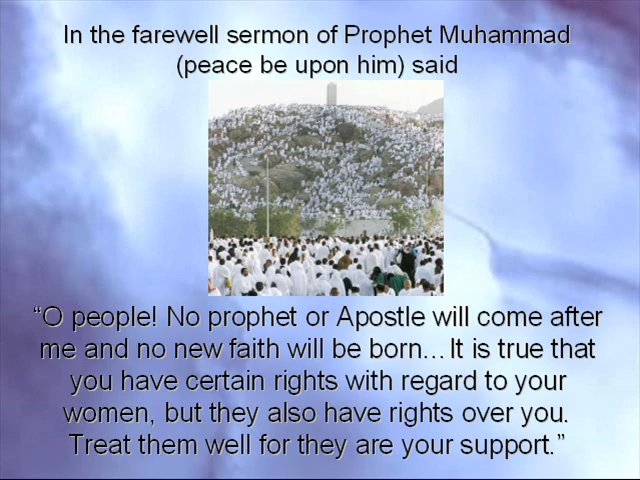 In the farewell sermon of Prophet Muhammad
(peace be upon him) said
“O people! No prophet or Apostle will come after
me and no new faith will be born…It is true that
you have certain rights with regard to your
women, but they also have rights over you.
Treat them well for they are your support.”